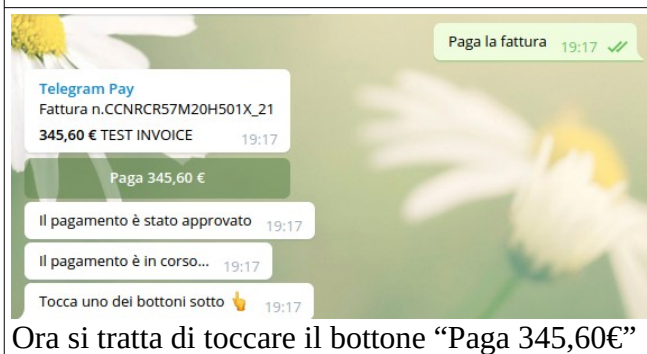 Paga la fattura 19:17
Telegram Pay
Fattura n.CCNRCR57M20H501X_21
345,60 € TEST INVOICE 19:17
Paga 345,60 €
Il pagamento è stato approvato 19:17
Il pagamento è in corso... 19:17
Tocca uno dei bottoni sotto 👆 19:17
Ora si tratta di toccare il bottone “Paga 345,60€”